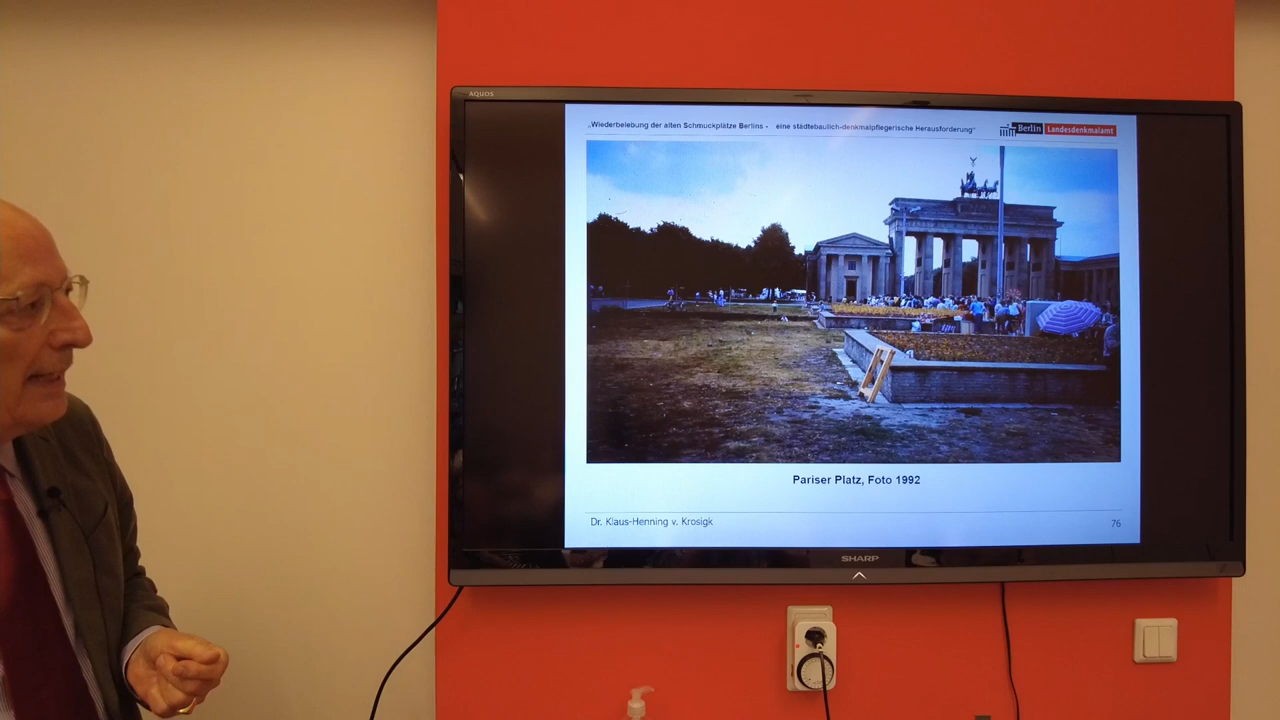 AQUOS
„Wiederbelebung der alten Schmuckplätze Berlins - eine städtebaulich-denkmalpflegerische Herausforderung“
Berlin Landesdenkmalamt
Pariser Platz, Foto 1992
Dr. Klaus-Henning v. Krosigk
76
SHARP